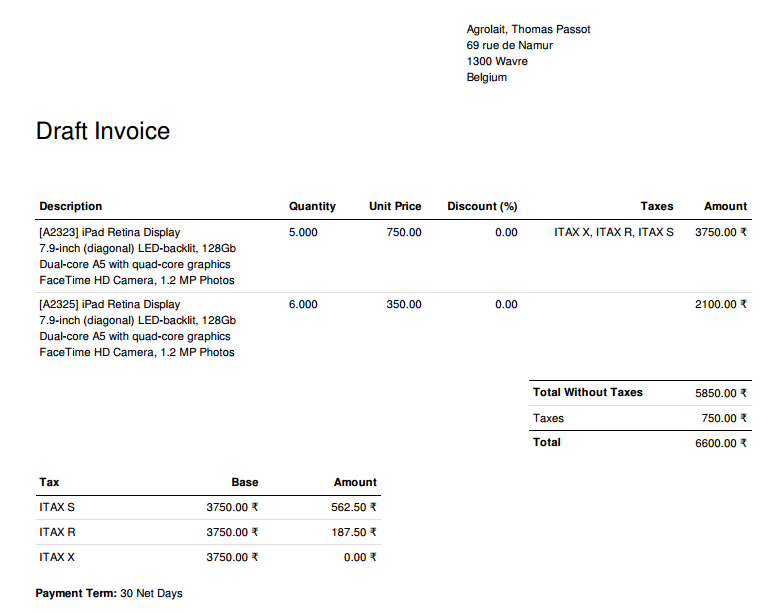 Agrolait, Thomas Passot
69 rue de Namur
1300 Wavre
Belgium
Draft Invoice
Description Quantity Unit Price Discount (%) Taxes Amount
[A2323] iPad Retina Display 5.000 750.00 0.00 ITAX X, ITAX R, ITAX S 3750.00 ₹
7.9-inch (diagonal) LED-backlit, 128Gb
Dual-core A5 with quad-core graphics
FaceTime HD Camera, 1.2 MP Photos
[A2325] iPad Retina Display 6.000 350.00 0.00 2100.00 ₹
7.9-inch (diagonal) LED-backlit, 128Gb
Dual-core A5 with quad-core graphics
FaceTime HD Camera, 1.2 MP Photos
Total Without Taxes 5850.00 ₹
Taxes 750.00 ₹
Total 6600.00 ₹
Tax Base Amount
ITAX S 3750.00 ₹ 562.50 ₹
ITAX R 3750.00 ₹ 187.50 ₹
ITAX X 3750.00 ₹ 0.00 ₹
Payment Term: 30 Net Days